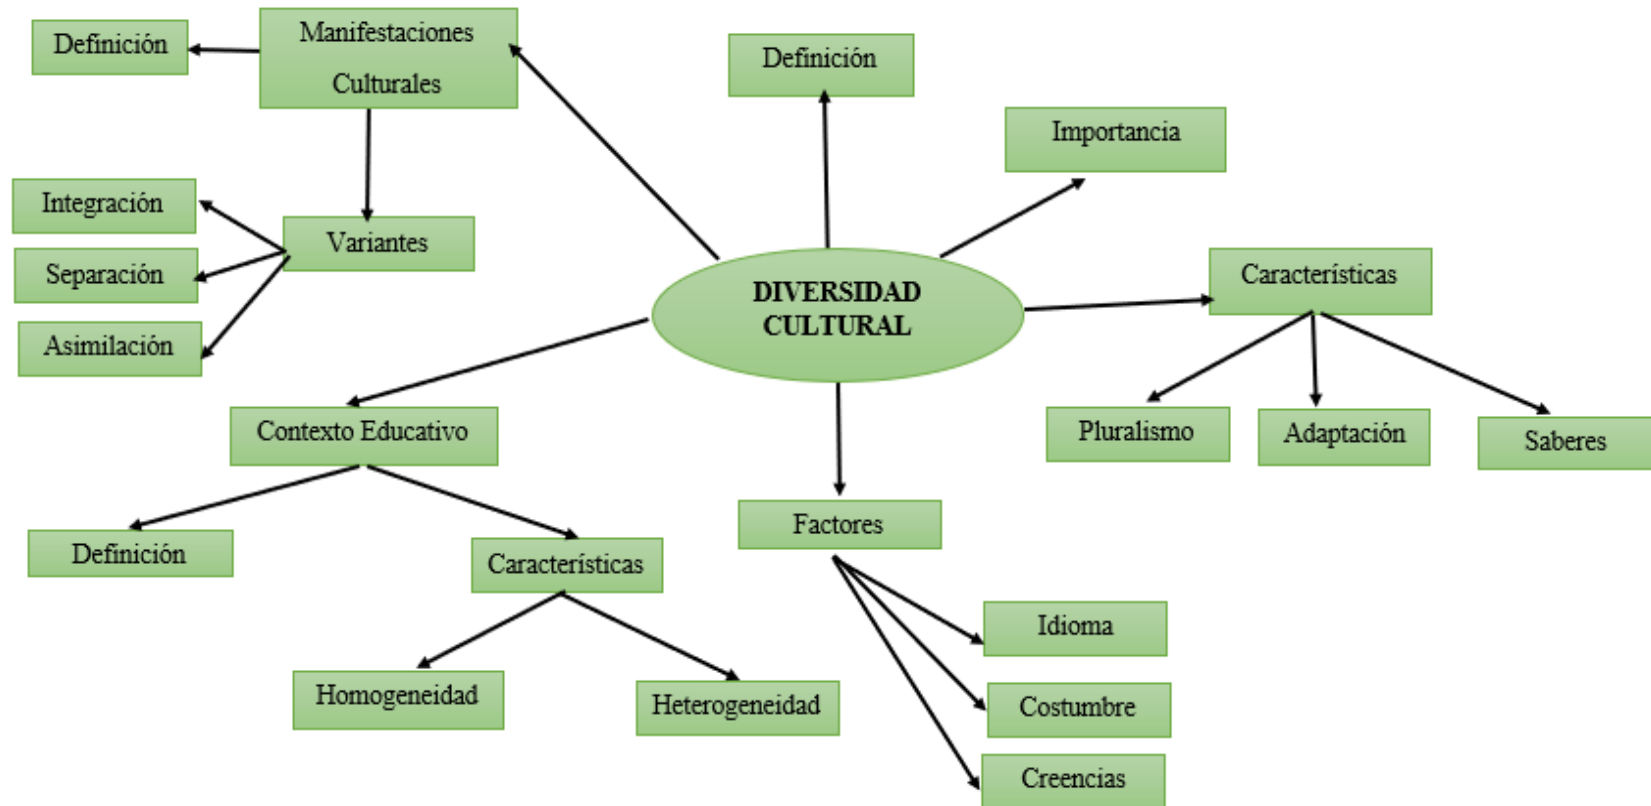 Manifestaciones
Culturales
Definición
Definición
Importancia
Integración
Variantes
Separación
Asimilación
DIVERSIDAD
CULTURAL
Características
Pluralismo
Adaptación
Saberes
Contexto Educativo
Definición
Características
Homogeneidad
Heterogeneidad
Factores
Idioma
Costumbre
Creencias